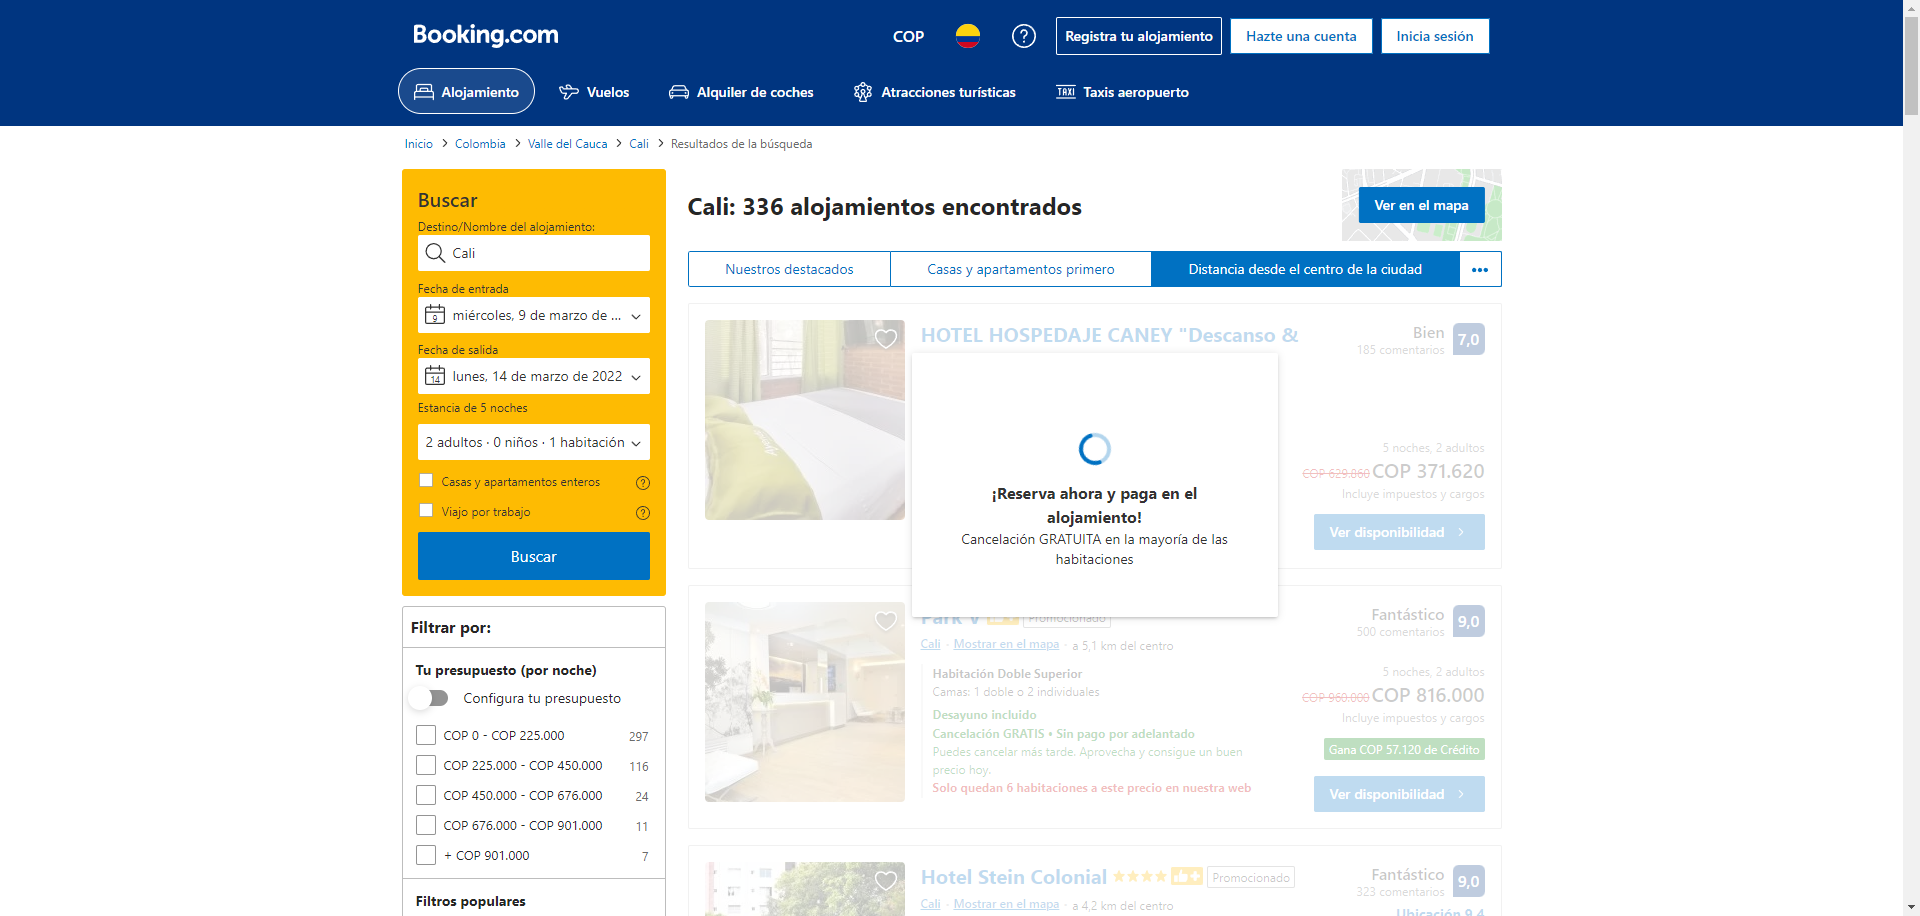 Booking.com
COP
Registra tu alojamiento
Hazte una cuenta
Inicia sesión
Alojamiento
Vuelos
Alquiler de coches
Atracciones turísticas
TAXI
Taxis aeropuerto
Inicio > Colombia > Valle del Cauca > Cali > Resultados de la búsqueda
Buscar
Destino/Nombre del alojamiento:
Cali
Fecha de entrada
9 miércoles, 9 de marzo de ...
Fecha de salida
14 lunes, 14 de marzo de 2022
Estancia de 5 noches
2 adultos · 0 niños · 1 habitación
Casas y apartamentos enteros
Viajo por trabajo
Buscar
Filtrar por:
Tu presupuesto (por noche)
Configura tu presupuesto
COP 0 - COP 225.000 297
COP 225.000 - COP 450.000 116
COP 450.000 - COP 676.000 24
COP 676.000 - COP 901.000 11
+ COP 901.000 7
Filtros populares
Cali: 336 alojamientos encontrados
Ver en el mapa
Nuestros destacados
Casas y apartamentos primero
Distancia desde el centro de la ciudad
HOTEL HOSPEDAJE CANEY "Descanso &
Bien 7,0
185 comentarios
5 noches, 2 adultos
COP 629.860 COP 371.620
Incluye impuestos y cargos
Ver disponibilidad
¡Reserva ahora y paga en el
alojamiento!
Cancelación GRATUITA en la mayoría de las
habitaciones
Park V Promocionado
Cali · Mostrar en el mapa · a 5,1 km del centro
Habitación Doble Superior
Camas: 1 doble o 2 individuales
Desayuno incluido
Cancelación GRATIS • Sin pago por adelantado
Puedes cancelar más tarde. Aprovecha y consigue un buen
precio hoy.
Solo quedan 6 habitaciones a este precio en nuestra web
Fantástico 9,0
500 comentarios
5 noches, 2 adultos
COP 960.000 COP 816.000
Incluye impuestos y cargos
Gana COP 57.120 de Crédito
Ver disponibilidad
Hotel Stein Colonial Promocionado
Cali · Mostrar en el mapa · a 4,2 km del centro
Fantástico 9,0
323 comentarios
Ubicación 9,4